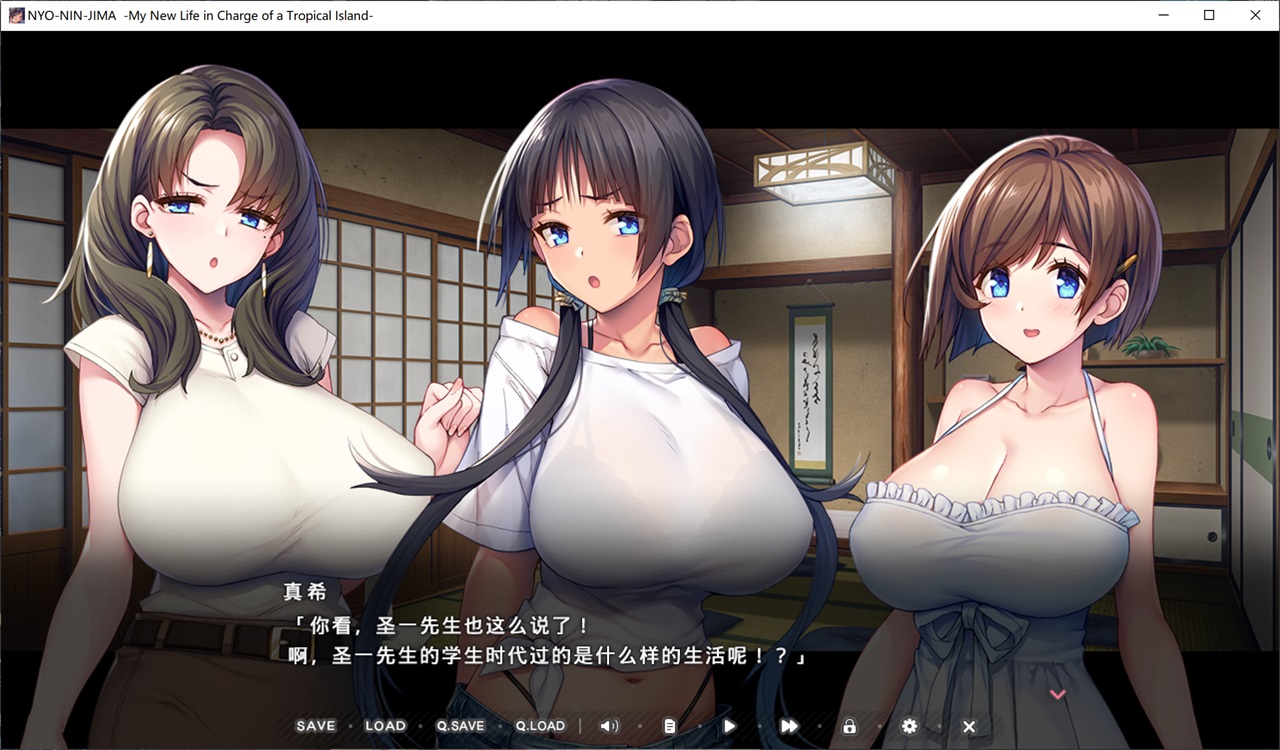 NYO-NIN-JIMA -My New Life in Charge of a Tropical Island-
真希
「你看，圣一先生也这么说了！
啊，圣一先生的学生时代过的是什么样的生活呢！？」
SAVE LOAD Q.SAVE Q.LOAD